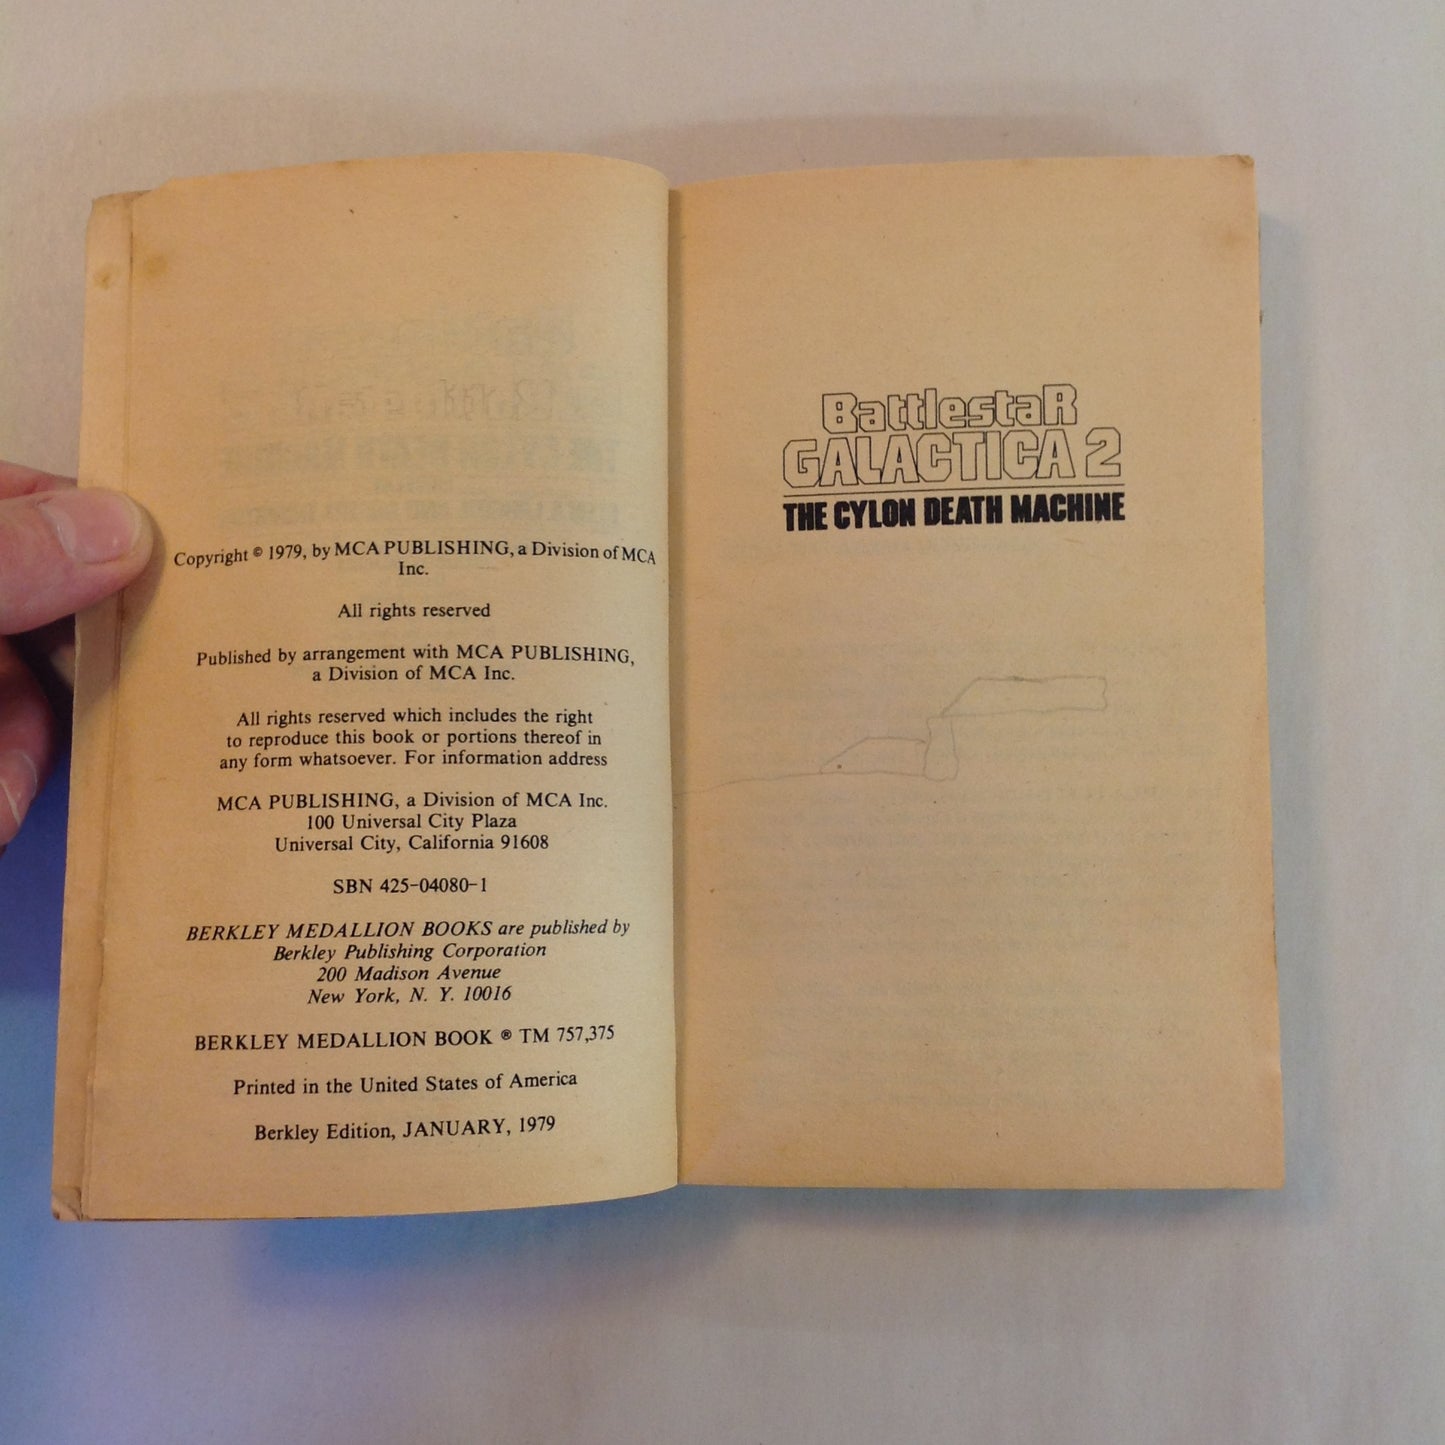 Copyright © 1979, by MCA PUBLISHING, a Division of MCA
Inc.
All rights reserved
Published by arrangement with MCA PUBLISHING,
a Division of MCA Inc.
All rights reserved which includes the right
to reproduce this book or portions thereof in
any form whatsoever. For information address
MCA PUBLISHING, a Division of MCA Inc.
100 Universal City Plaza
Universal City, California 91608
SBN 425-04080-1
BERKLEY MEDALLION BOOKS are published by
Berkley Publishing Corporation
200 Madison Avenue
New York, N. Y. 10016
BERKLEY MEDALLION BOOK ® TM 757,375
Printed in the United States of America
Berkley Edition, JANUARY, 1979
BattlestaR
GALACTICA 2
THE CYLON DEATH MACHINE